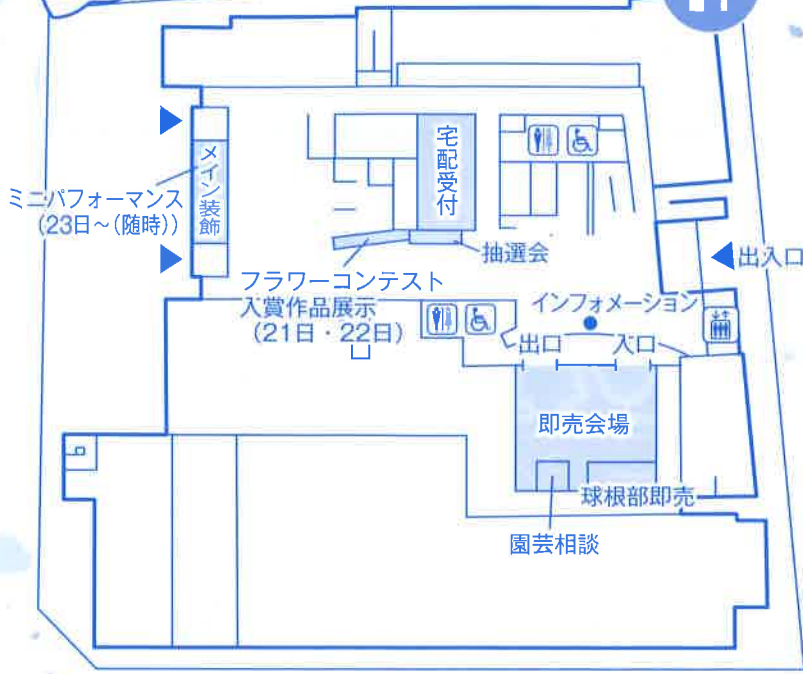 宅配受付
メイン装飾
ミニパフォーマンス
(23日~(随時))
抽選会
出入口
フラワーコンテスト
入賞作品展示
(21日・22日)
インフォメーション
出口
入口
即売会場
球根部即売
園芸相談